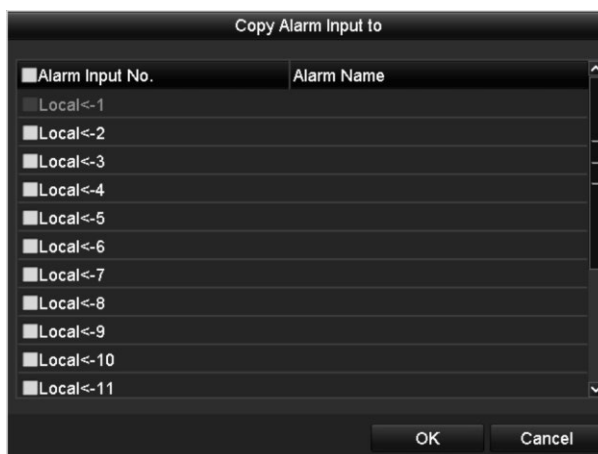 Copy Alarm Input to
Alarm Input No. Alarm Name
Local<-1
Local<-2
Local<-3
Local<-4
Local<-5
Local<-6
Local<-7
Local<-8
Local<-9
Local<-10
Local<-11
OK Cancel